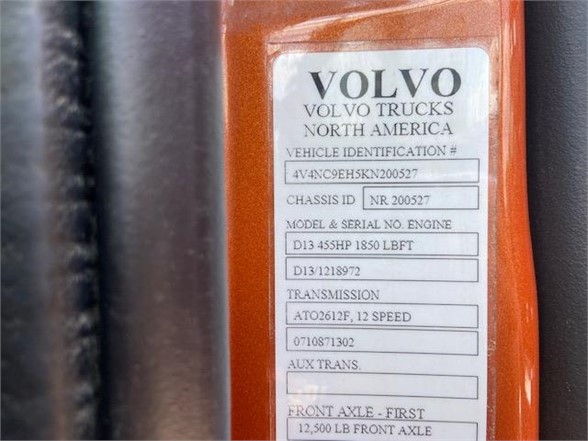 VOLVO
VOLVO TRUCKS
NORTH AMERICA
VEHICLE IDENTIFICATION #
4V4NC9EH5KN200527
CHASSIS ID NR 200527
MODEL & SERIAL NO. ENGINE
D13 455HP 1850 LBFT
D13/1218972
TRANSMISSION
ATO2612F, 12 SPEED
0710871302
AUX TRANS.
FRONT AXLE - FIRST
12,500 LB FRONT AXLE